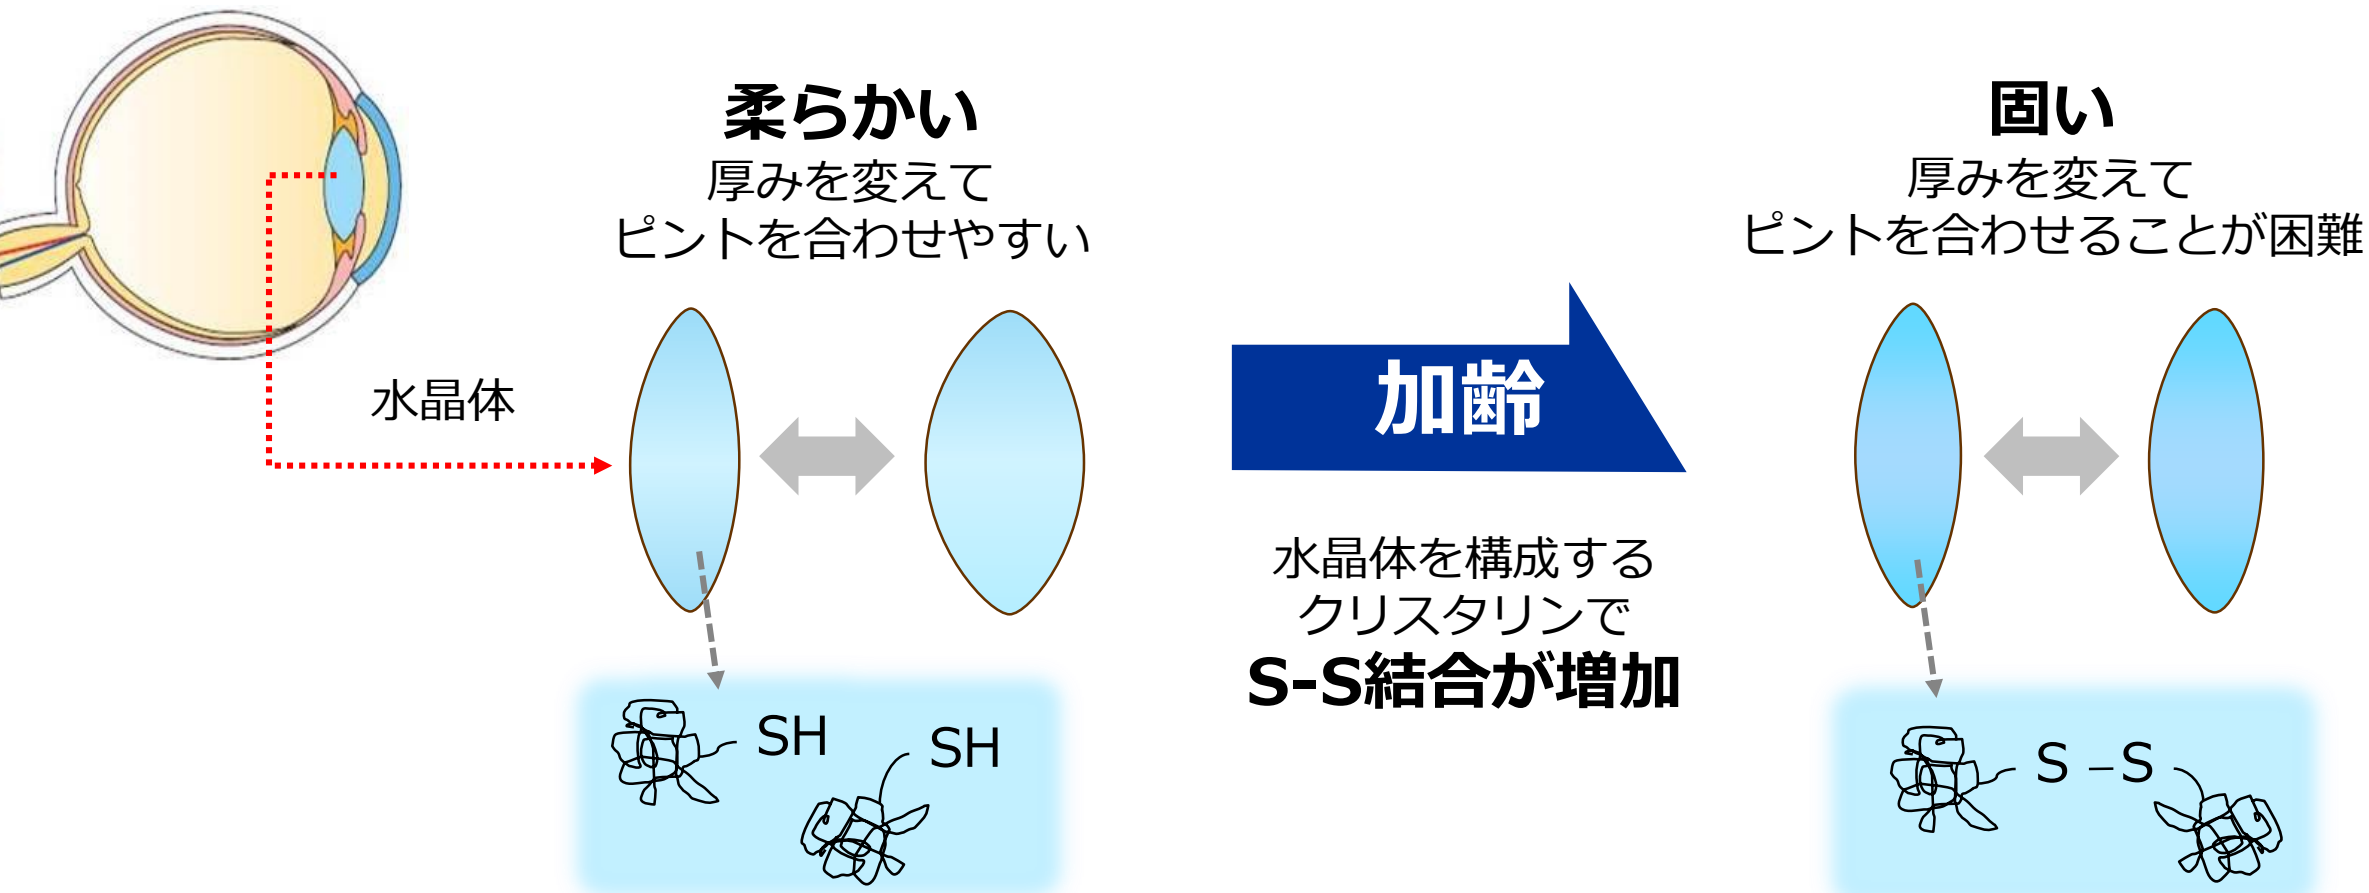 柔らかい
厚みを変えて
ピントを合わせやすい
水晶体
SH
SH
加齢
水晶体を構成する
クリスタリンで
S-S結合が増加
固い
厚みを変えて
ピントを合わせることが困難
S –S